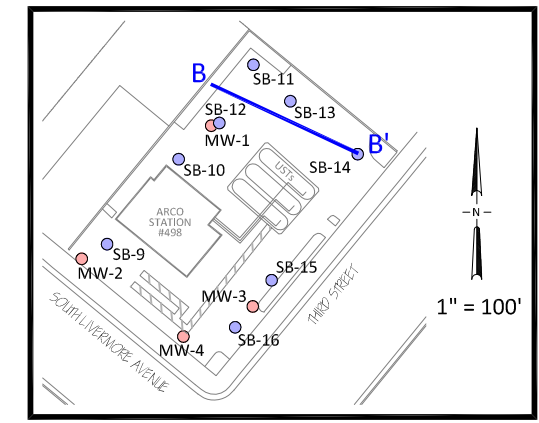 B
SB-11
SB-13
SB-12
MW-1
B'
SB-14
SB-10
USTs
ARCO
STATION
#498
-N-
SB-9
MW-2
SB-15
MW-3
SB-16
MW-4
1" = 100'
SOUTH LIVERMORE AVENUE
THIRD STREET